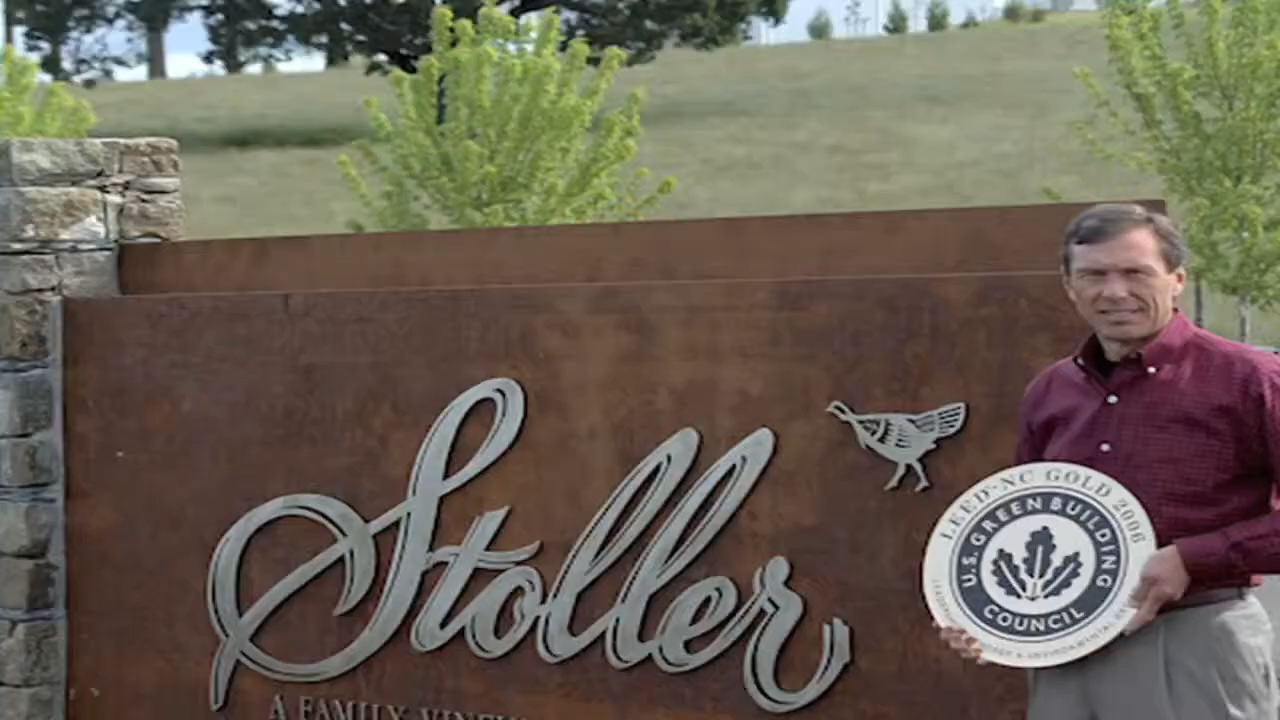 Stoller
A FAMILY
LEED-NC GOLD 2006
U.S. GREEN BUILDING
COUNCIL